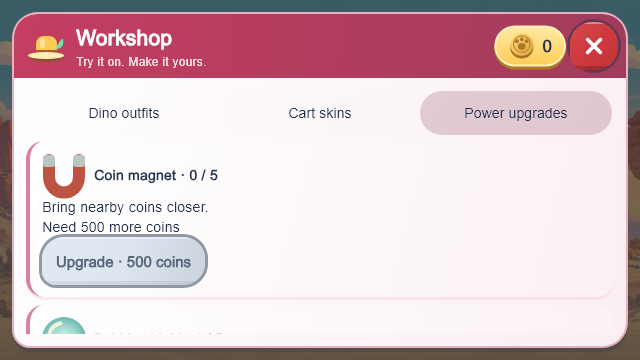 Workshop
Try it on. Make it yours.
0
Dino outfits
Cart skins
Power upgrades
Coin magnet · 0 / 5
Bring nearby coins closer.
Need 500 more coins
Upgrade · 500 coins